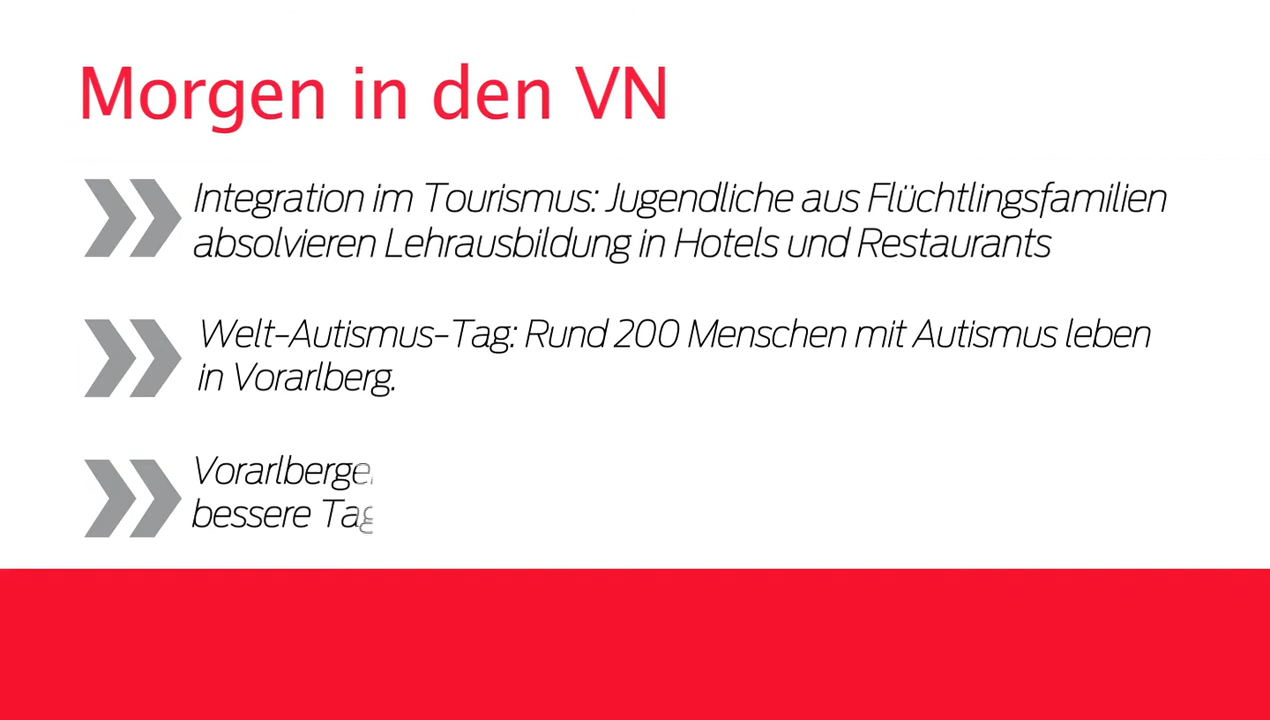 Morgen in den VN
Integration im Tourismus: Jugendliche aus Flüchtlingsfamilien
absolvieren Lehrausbildung in Hotels und Restaurants
Welt-Autismus-Tag: Rund 200 Menschen mit Autismus leben
in Vorarlberg.
bessere